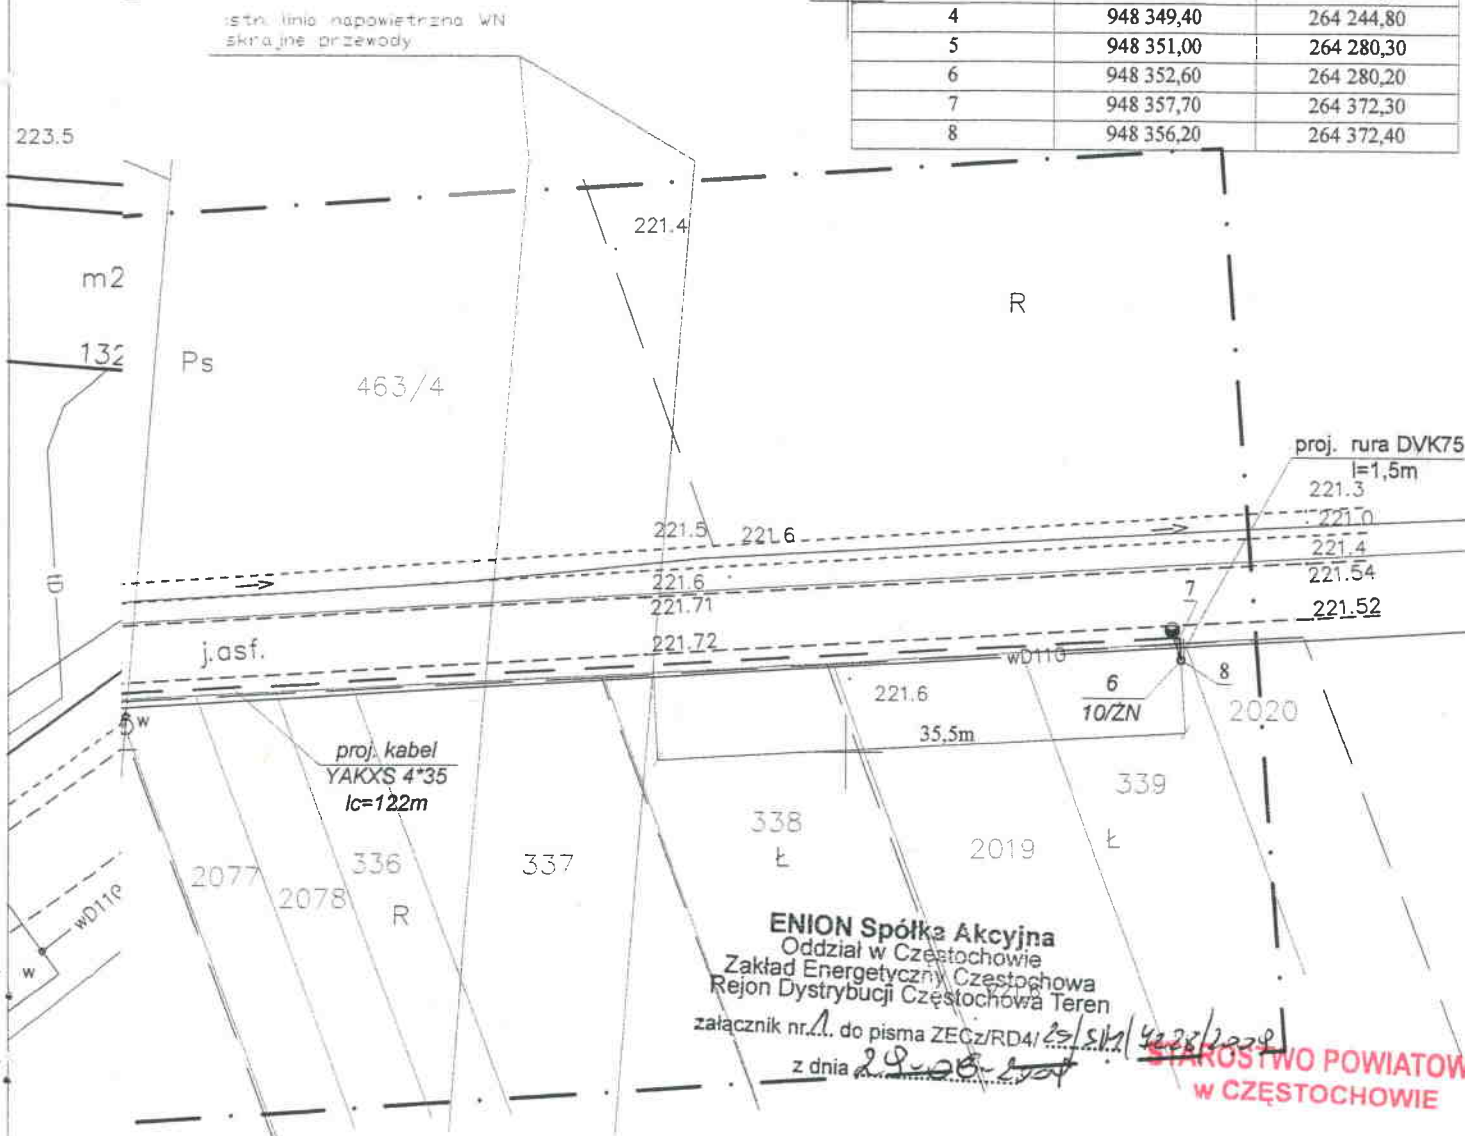 istn. linia napowietrzna WN
skrajne przewody
4 948 349,40 264 244,80
5 948 351,00 264 280,30
6 948 352,60 264 280,20
7 948 357,70 264 372,30
8 948 356,20 264 372,40
223.5
221.4
m2
R
132
Ps
463/4
proj. rura DVK75
l=1,5m
221.3
221.5 221.6
221.0
221.4
221.6
221.54
221.71
7
221.52
221.72
j.asf.
wD110
8
6
10/ŻN
221.6
2020
w
35,5m
proj. kabel
YAKXS 4*35
lc=122m
339
338
Ł
2019
Ł
336
337
2077
2078
R
wD110
w
ENION Spółka Akcyjna
Oddział w Częstochowie
Zakład Energetyczny Częstochowa
Rejon Dystrybucji Częstochowa Teren
załącznik nr 1. do pisma ZECz/RD4/
z dnia
STAROSTWO POWIATOW
w CZĘSTOCHOWIE